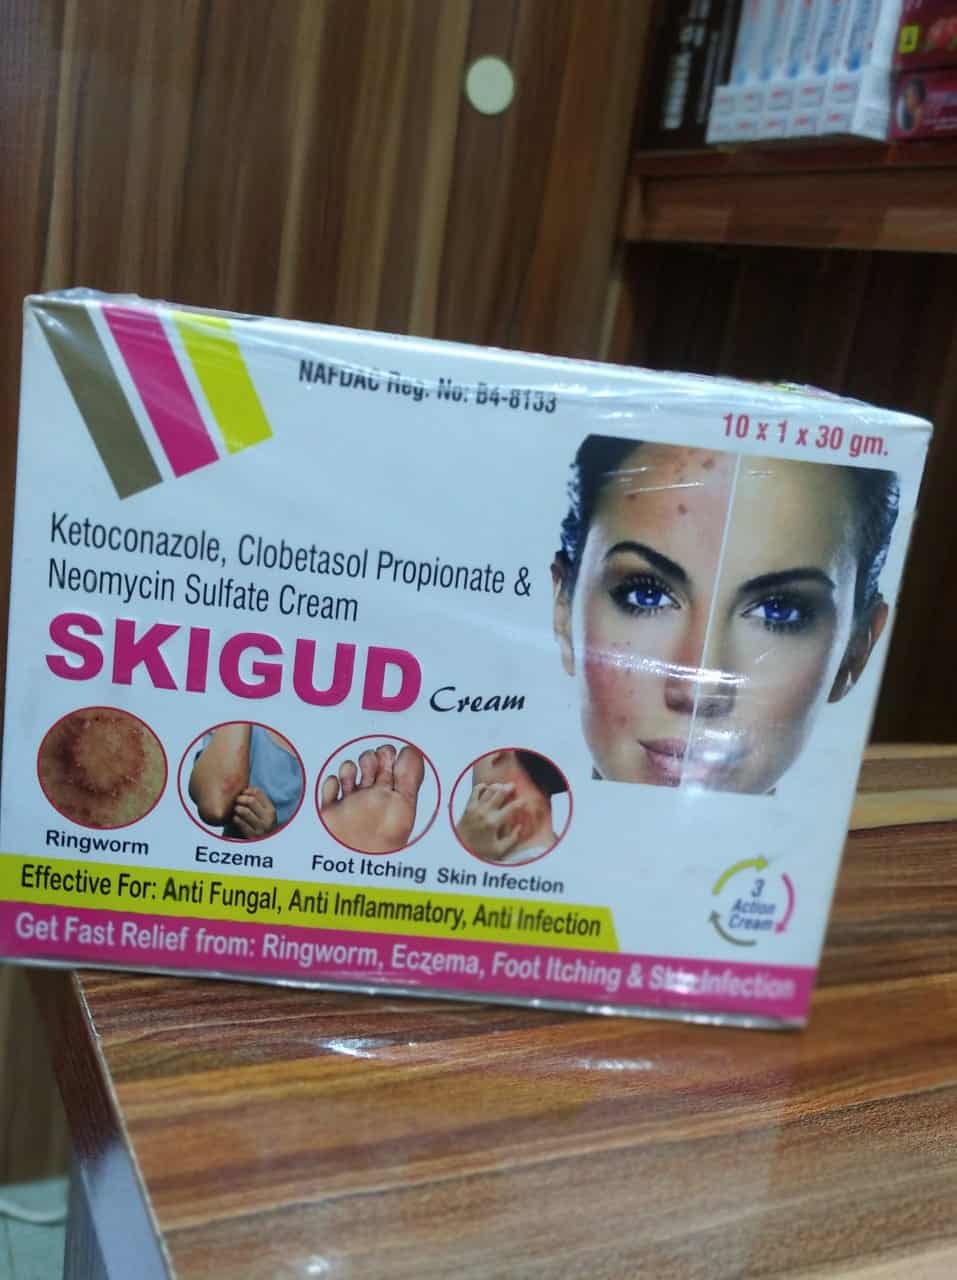 NAFDAC Reg. No: B4-8133
10 x 1 x 30 gm.
Ketoconazole, Clobetasol Propionate &
Neomycin Sulfate Cream
SKIGUD Cream
Ringworm
Eczema
Foot Itching
Skin Infection
3
Action
Cream
Effective For: Anti Fungal, Anti Inflammatory, Anti Infection
Get Fast Relief from: Ringworm, Eczema, Foot Itching & Skin Infection